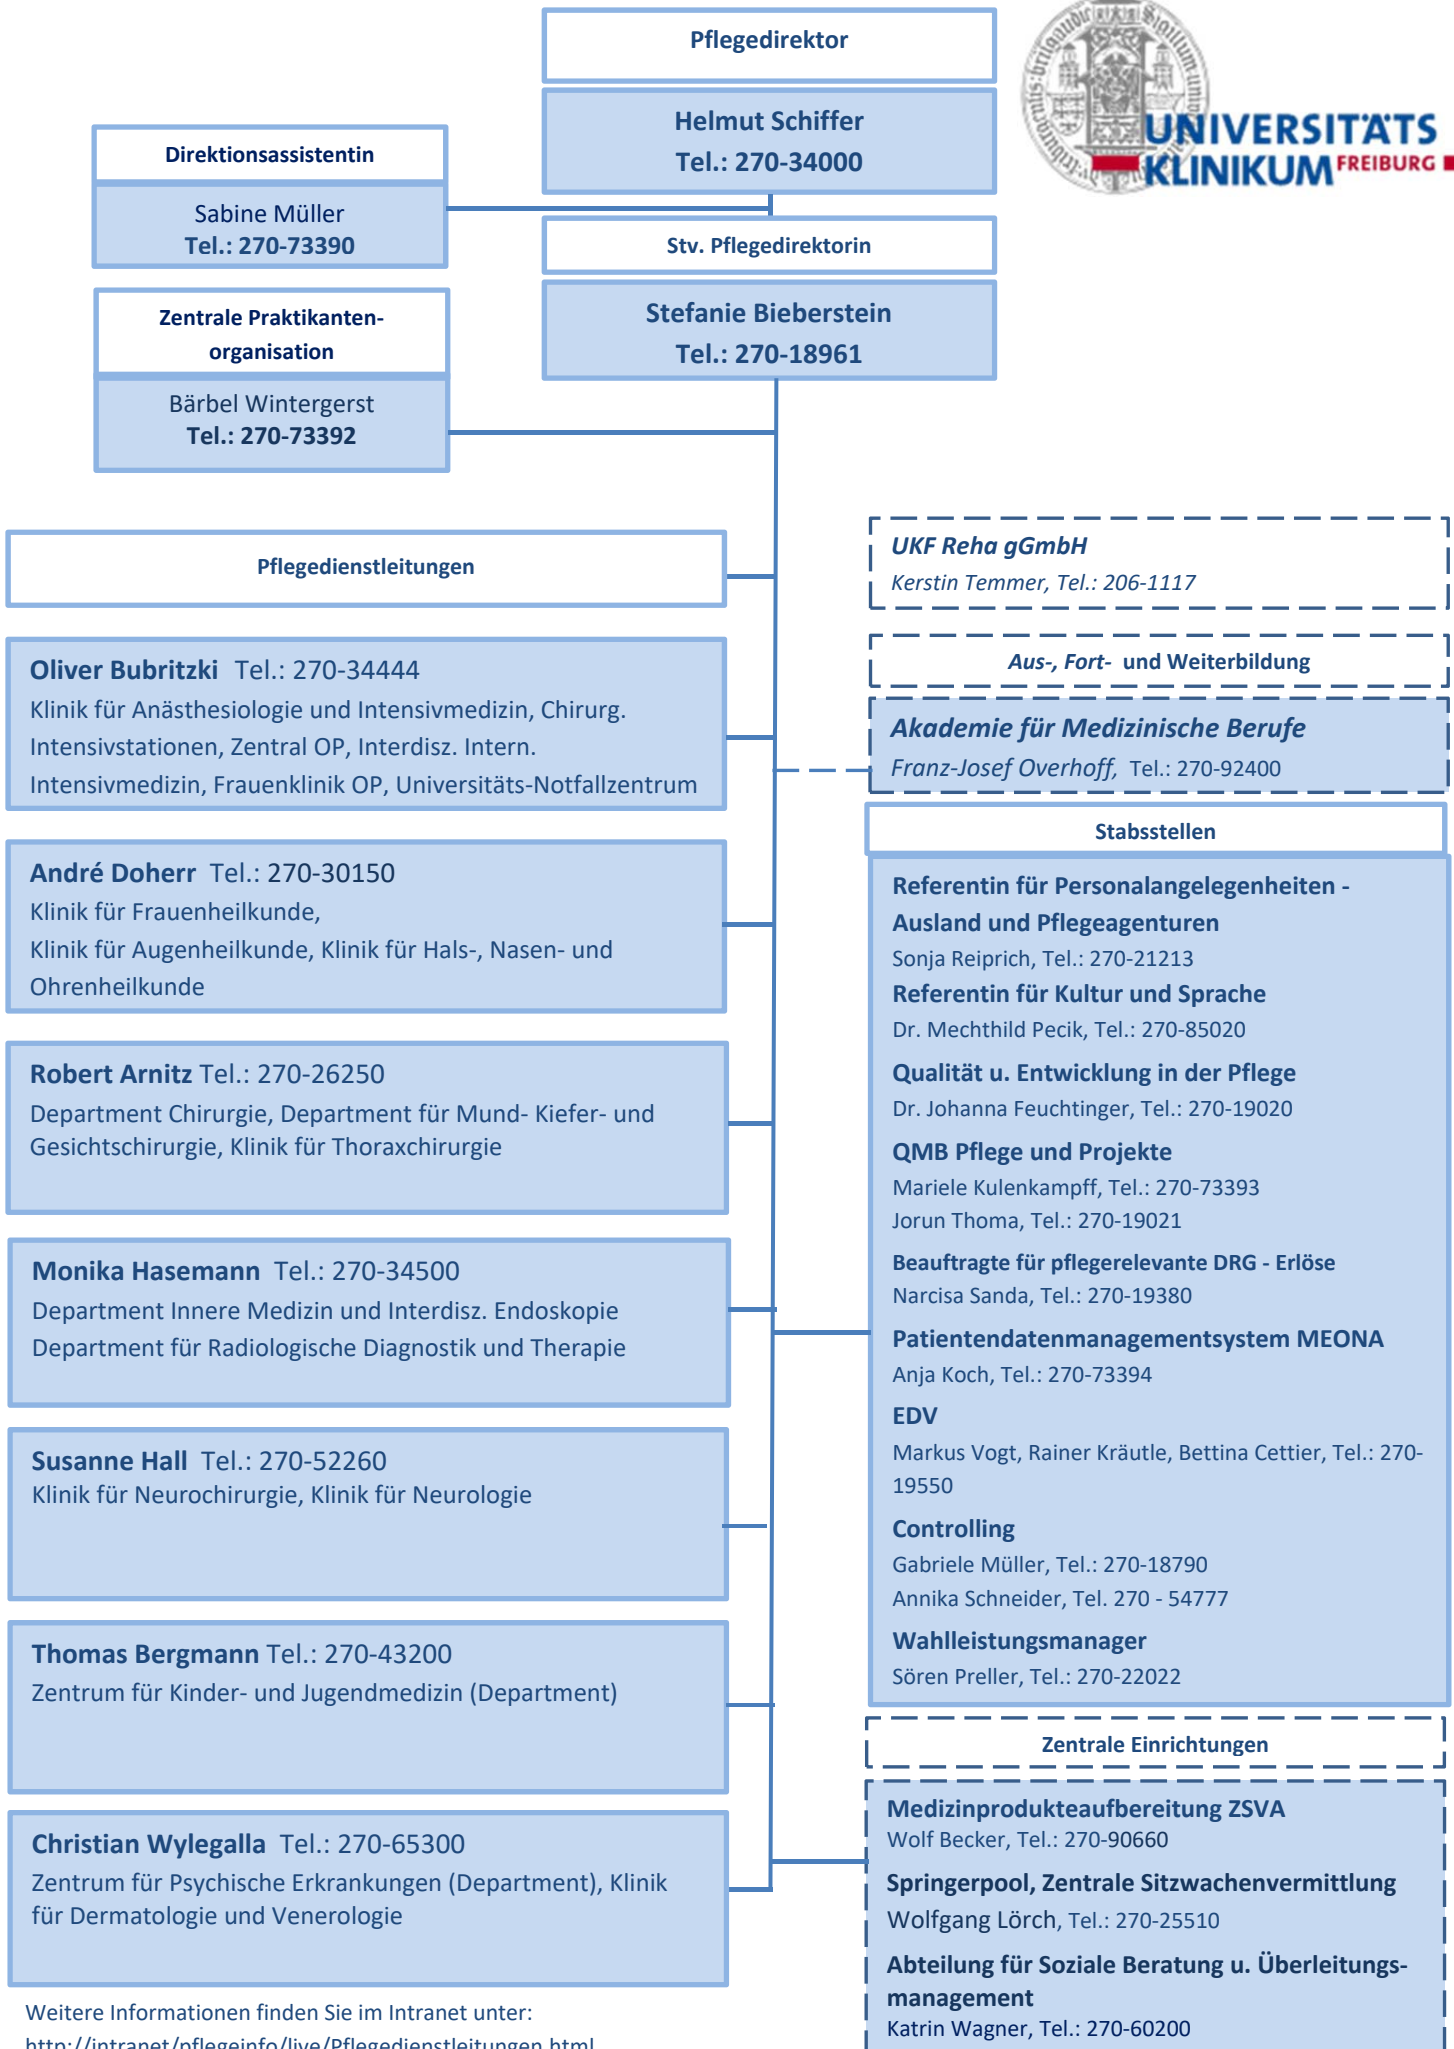 Pflegedirektor
Helmut Schiffer
Tel.: 270-34000
UNIVERSITÄTS
KLINIKUM FREIBURG
Direktionsassistentin
Sabine Müller
Tel.: 270-73390
Stv. Pflegedirektorin
Stefanie Bieberstein
Tel.: 270-18961
Zentrale Praktikanten-
organisation
Bärbel Wintergerst
Tel.: 270-73392
Pflegedienstleitungen
Oliver Bubritzki Tel.: 270-34444
Klinik für Anästhesiologie und Intensivmedizin, Chirurg.
Intensivstationen, Zentral OP, Interdisz. Intern.
Intensivmedizin, Frauenklinik OP, Universitäts-Notfallzentrum
André Doherr Tel.: 270-30150
Klinik für Frauenheilkunde,
Klinik für Augenheilkunde, Klinik für Hals-, Nasen- und
Ohrenheilkunde
Robert Arnitz Tel.: 270-26250
Department Chirurgie, Department für Mund- Kiefer- und
Gesichtschirurgie, Klinik für Thoraxchirurgie
Monika Hasemann Tel.: 270-34500
Department Innere Medizin und Interdisz. Endoskopie
Department für Radiologische Diagnostik und Therapie
Susanne Hall Tel.: 270-52260
Klinik für Neurochirurgie, Klinik für Neurologie
Thomas Bergmann Tel.: 270-43200
Zentrum für Kinder- und Jugendmedizin (Department)
Christian Wylegalla Tel.: 270-65300
Zentrum für Psychische Erkrankungen (Department), Klinik
für Dermatologie und Venerologie
Weitere Informationen finden Sie im Intranet unter:
http://intranet/pflegeinfo/live/Pflegedienstleitungen.html
UKF Reha gGmbH
Kerstin Temmer, Tel.: 206-1117
Aus-, Fort- und Weiterbildung
Akademie für Medizinische Berufe
Franz-Josef Overhoff, Tel.: 270-92400
Stabsstellen
Referentin für Personalangelegenheiten -
Ausland und Pflegeagenturen
Sonja Reiprich, Tel.: 270-21213
Referentin für Kultur und Sprache
Dr. Mechthild Pecik, Tel.: 270-85020
Qualität u. Entwicklung in der Pflege
Dr. Johanna Feuchtinger, Tel.: 270-19020
QMB Pflege und Projekte
Mariele Kulenkampff, Tel.: 270-73393
Jorun Thoma, Tel.: 270-19021
Beauftragte für pflegerelevante DRG - Erlöse
Narcisa Sanda, Tel.: 270-19380
Patientendatenmanagementsystem MEONA
Anja Koch, Tel.: 270-73394
EDV
Markus Vogt, Rainer Kräutle, Bettina Cettier, Tel.: 270-
19550
Controlling
Gabriele Müller, Tel.: 270-18790
Annika Schneider, Tel. 270 - 54777
Wahlleistungsmanager
Sören Preller, Tel.: 270-22022
Zentrale Einrichtungen
Medizinprodukteaufbereitung ZSVA
Wolf Becker, Tel.: 270-90660
Springerpool, Zentrale Sitzwachenvermittlung
Wolfgang Lörch, Tel.: 270-25510
Abteilung für Soziale Beratung u. Überleitungs-
management
Katrin Wagner, Tel.: 270-60200